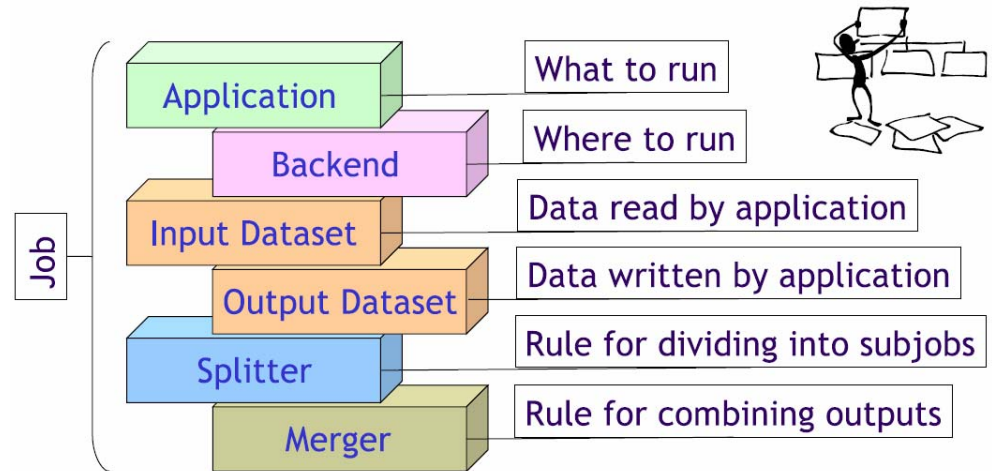 Job
Application
What to run
Backend
Where to run
Input Dataset
Data read by application
Output Dataset
Data written by application
Splitter
Rule for dividing into subjobs
Merger
Rule for combining outputs